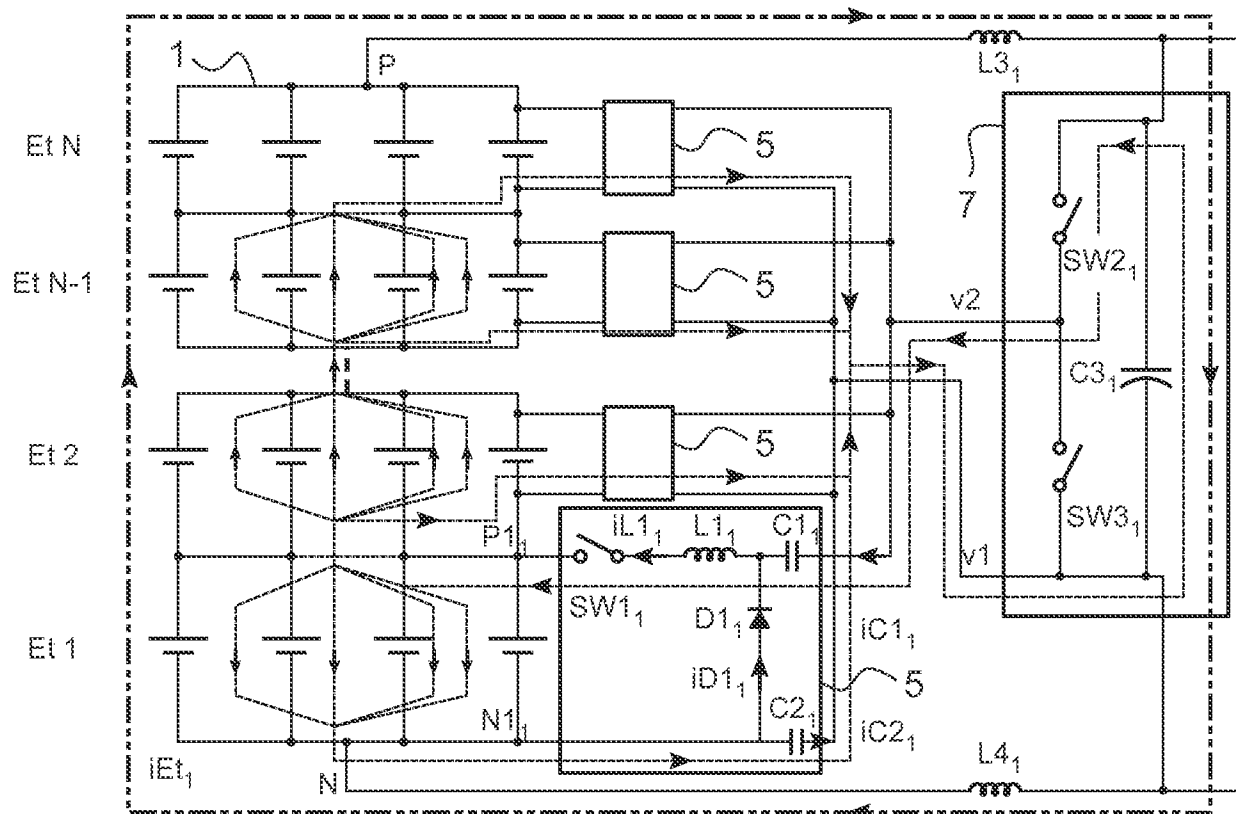 1
P
L3₁
Et N
5
7
SW2₁
Et N-1
5
v2
C3₁
Et 2
5
SW3₁
P1₁
iL1₁
L1₁
C1₁
v1
SW1₁
D1₁
iC1₁
Et 1
iD1₁
5
N1₁
C2₁
iC2₁
iEt₁
N
L4₁